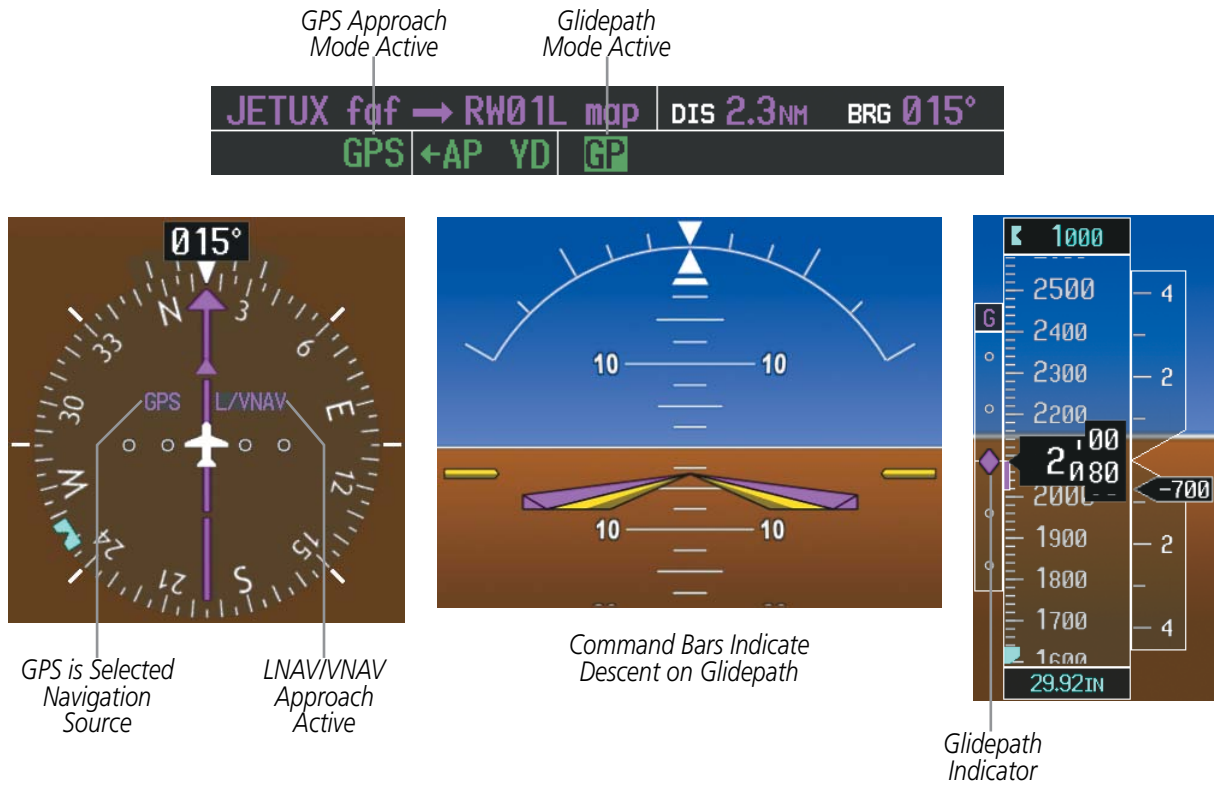 GPS Approach
Mode Active
Glidepath
Mode Active
JETUX faf → RW01L map DIS 2.3NM BRG 015°
GPS ←AP YD GP
015°
N 3 6 E 12 15 S 21 24 W 30 33
GPS L/VNAV
10 10
10 10
1000
2500
2400
2300
2200
2000
1900
1800
1700
1600
G
2 00
080
4
2
-700
2
4
29.92IN
GPS is Selected
Navigation
Source
LNAV/VNAV
Approach
Active
Command Bars Indicate
Descent on Glidepath
Glidepath
Indicator